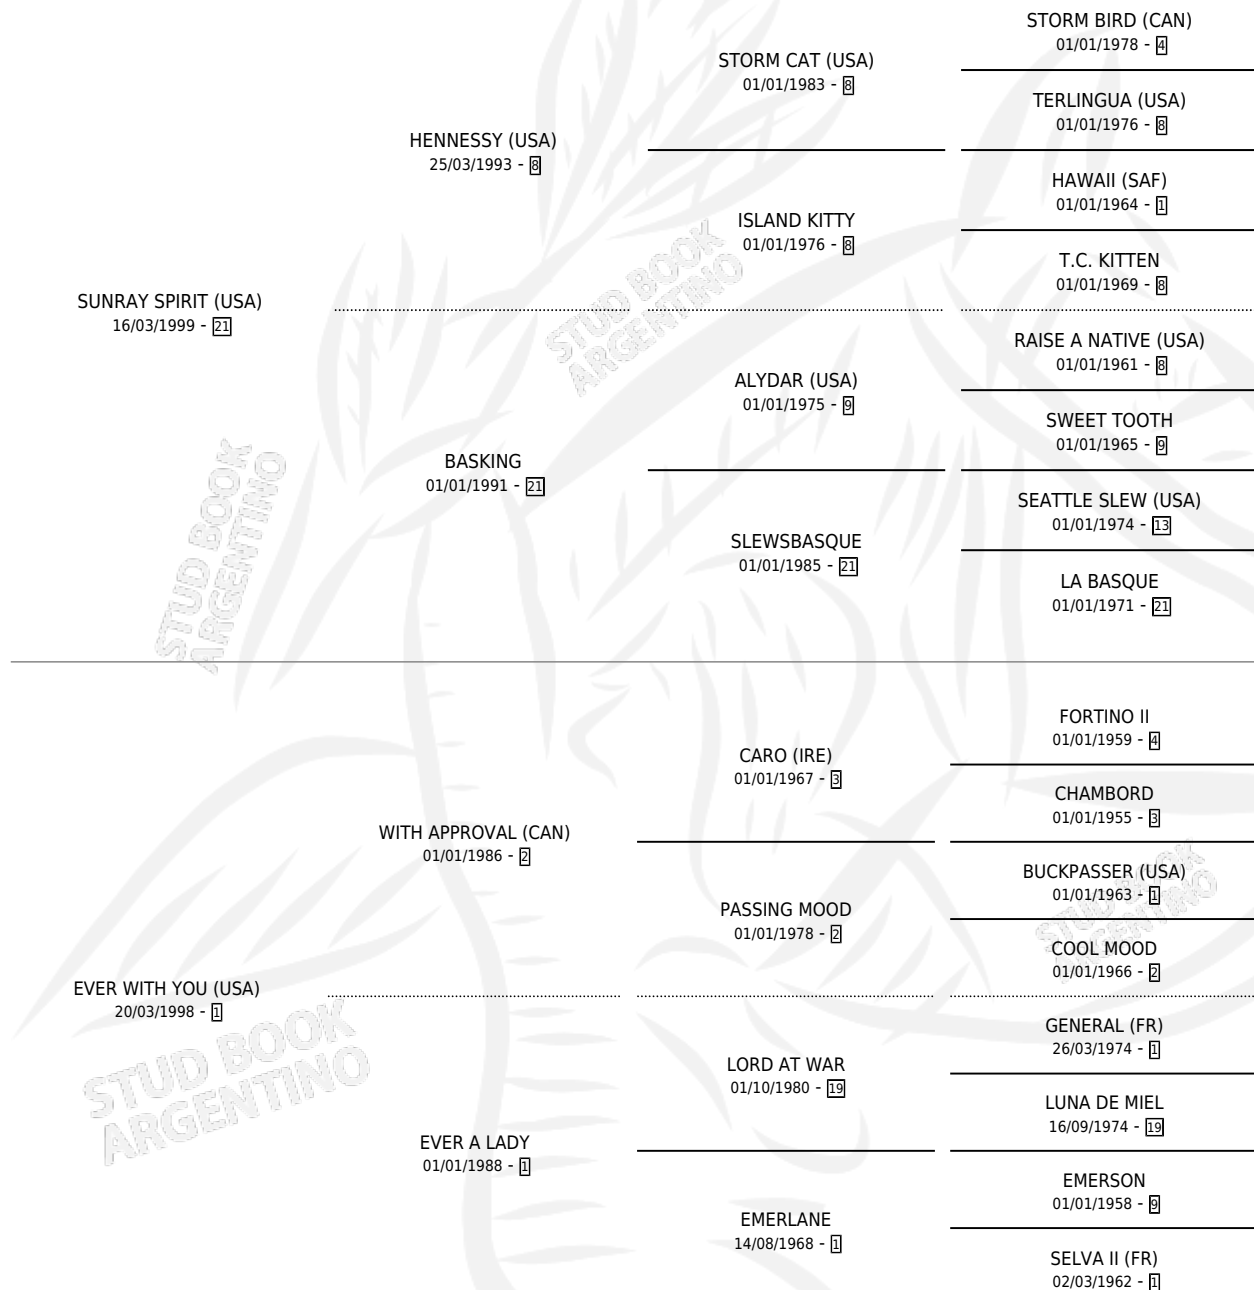 STORM BIRD (CAN)
01/01/1978 - 4
STORM CAT (USA)
01/01/1983 - 8
TERLINGUA (USA)
01/01/1976 - 8
HENNESSY (USA)
25/03/1993 - 8
HAWAII (SAF)
01/01/1964 - 1
ISLAND KITTY
01/01/1976 - 8
T.C. KITTEN
01/01/1969 - 8
SUNRAY SPIRIT (USA)
16/03/1999 - 21
RAISE A NATIVE (USA)
01/01/1961 - 8
ALYDAR (USA)
01/01/1975 - 9
SWEET TOOTH
01/01/1965 - 9
BASKING
01/01/1991 - 21
SEATTLE SLEW (USA)
01/01/1974 - 13
SLEWSBASQUE
01/01/1985 - 21
LA BASQUE
01/01/1971 - 21
FORTINO II
01/01/1959 - 4
CARO (IRE)
01/01/1967 - 3
CHAMBORD
01/01/1955 - 3
WITH APPROVAL (CAN)
01/01/1986 - 2
BUCKPASSER (USA)
01/01/1963 - 1
PASSING MOOD
01/01/1978 - 2
COOL MOOD
01/01/1966 - 2
EVER WITH YOU (USA)
20/03/1998 - 1
GENERAL (FR)
26/03/1974 - 1
LORD AT WAR
01/10/1980 - 19
LUNA DE MIEL
16/09/1974 - 19
EVER A LADY
01/01/1988 - 1
EMERSON
01/01/1958 - 9
EMERLANE
14/08/1968 - 1
SELVA II (FR)
02/03/1962 - 1
STUD BOOK
ARGENTINO
STUD BOOK
ARGENTINO
STUD BOOK
ARGENTINO
STUD BOOK
ARGENTINO